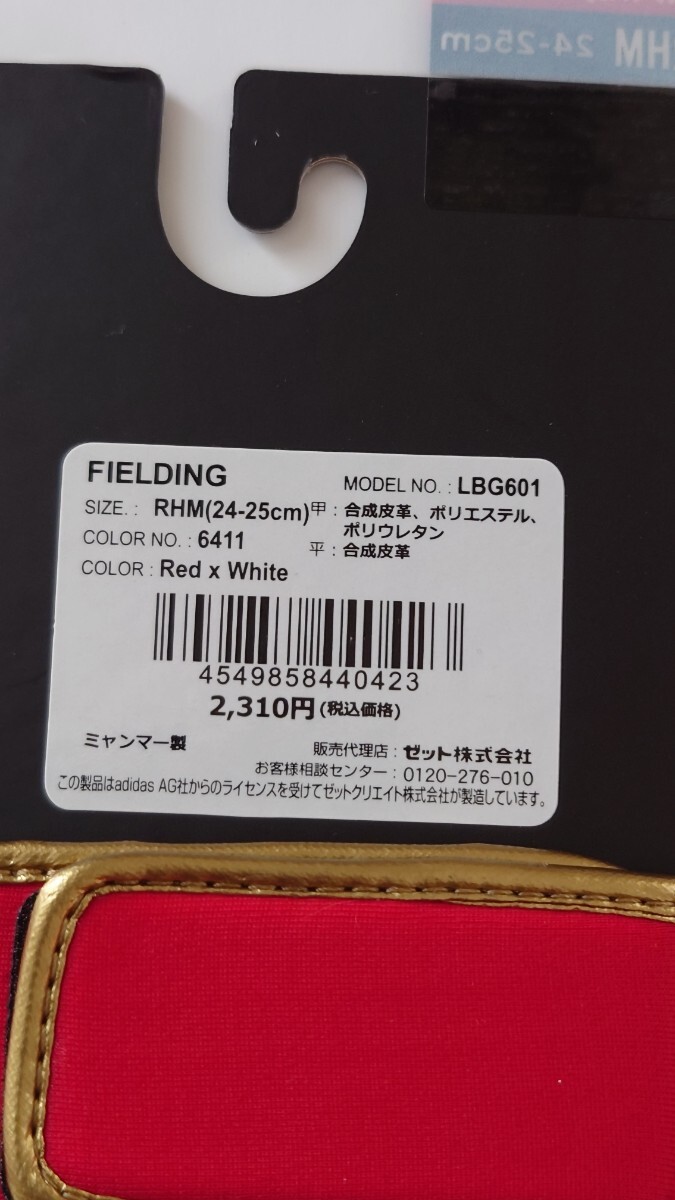 HM 24-25cm
FIELDING
MODEL NO. : LBG601
SIZE. : RHM(24-25cm)
甲 : 合成皮革、ポリエステル、
ポリウレタン
COLOR NO. : 6411
平 : 合成皮革
COLOR : Red x White
4549858440423
2,310円(税込価格)
ミャンマー製
販売代理店 : ゼット株式会社
お客様相談センター : 0120-276-010
この製品はadidas AG社からのライセンスを受けてゼットクリエイト株式会社が製造しています。